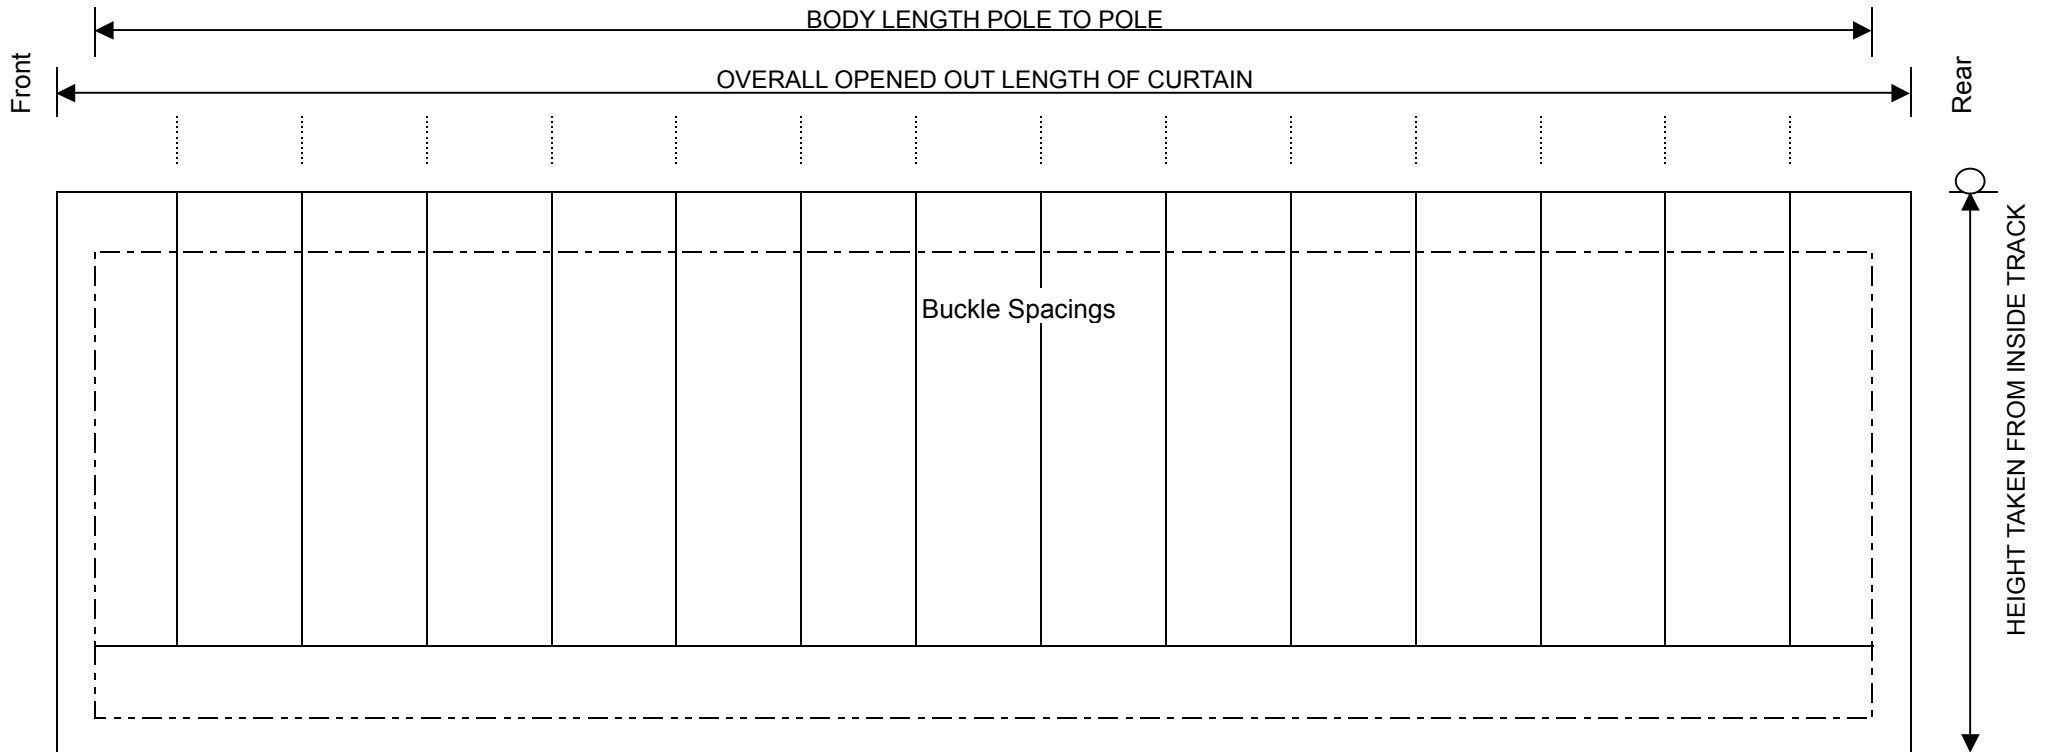 BODY LENGTH POLE TO POLE
Front
OVERALL OPENED OUT LENGTH OF CURTAIN
Rear
Buckle Spacings
HEIGHT TAKEN FROM INSIDE TRACK